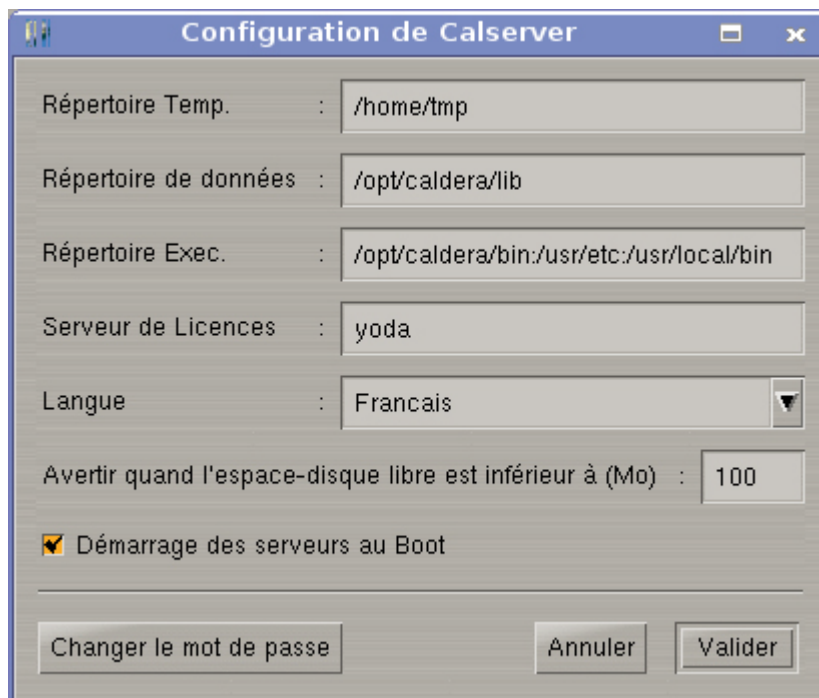 Configuration de Calserver
Répertoire Temp. : /home/tmp
Répertoire de données : /opt/caldera/lib
Répertoire Exec. : /opt/caldera/bin:/usr/etc:/usr/local/bin
Serveur de Licences : yoda
Langue : Francais
Avertir quand l'espace-disque libre est inférieur à (Mo) : 100
Démarrage des serveurs au Boot
Changer le mot de passe Annuler Valider